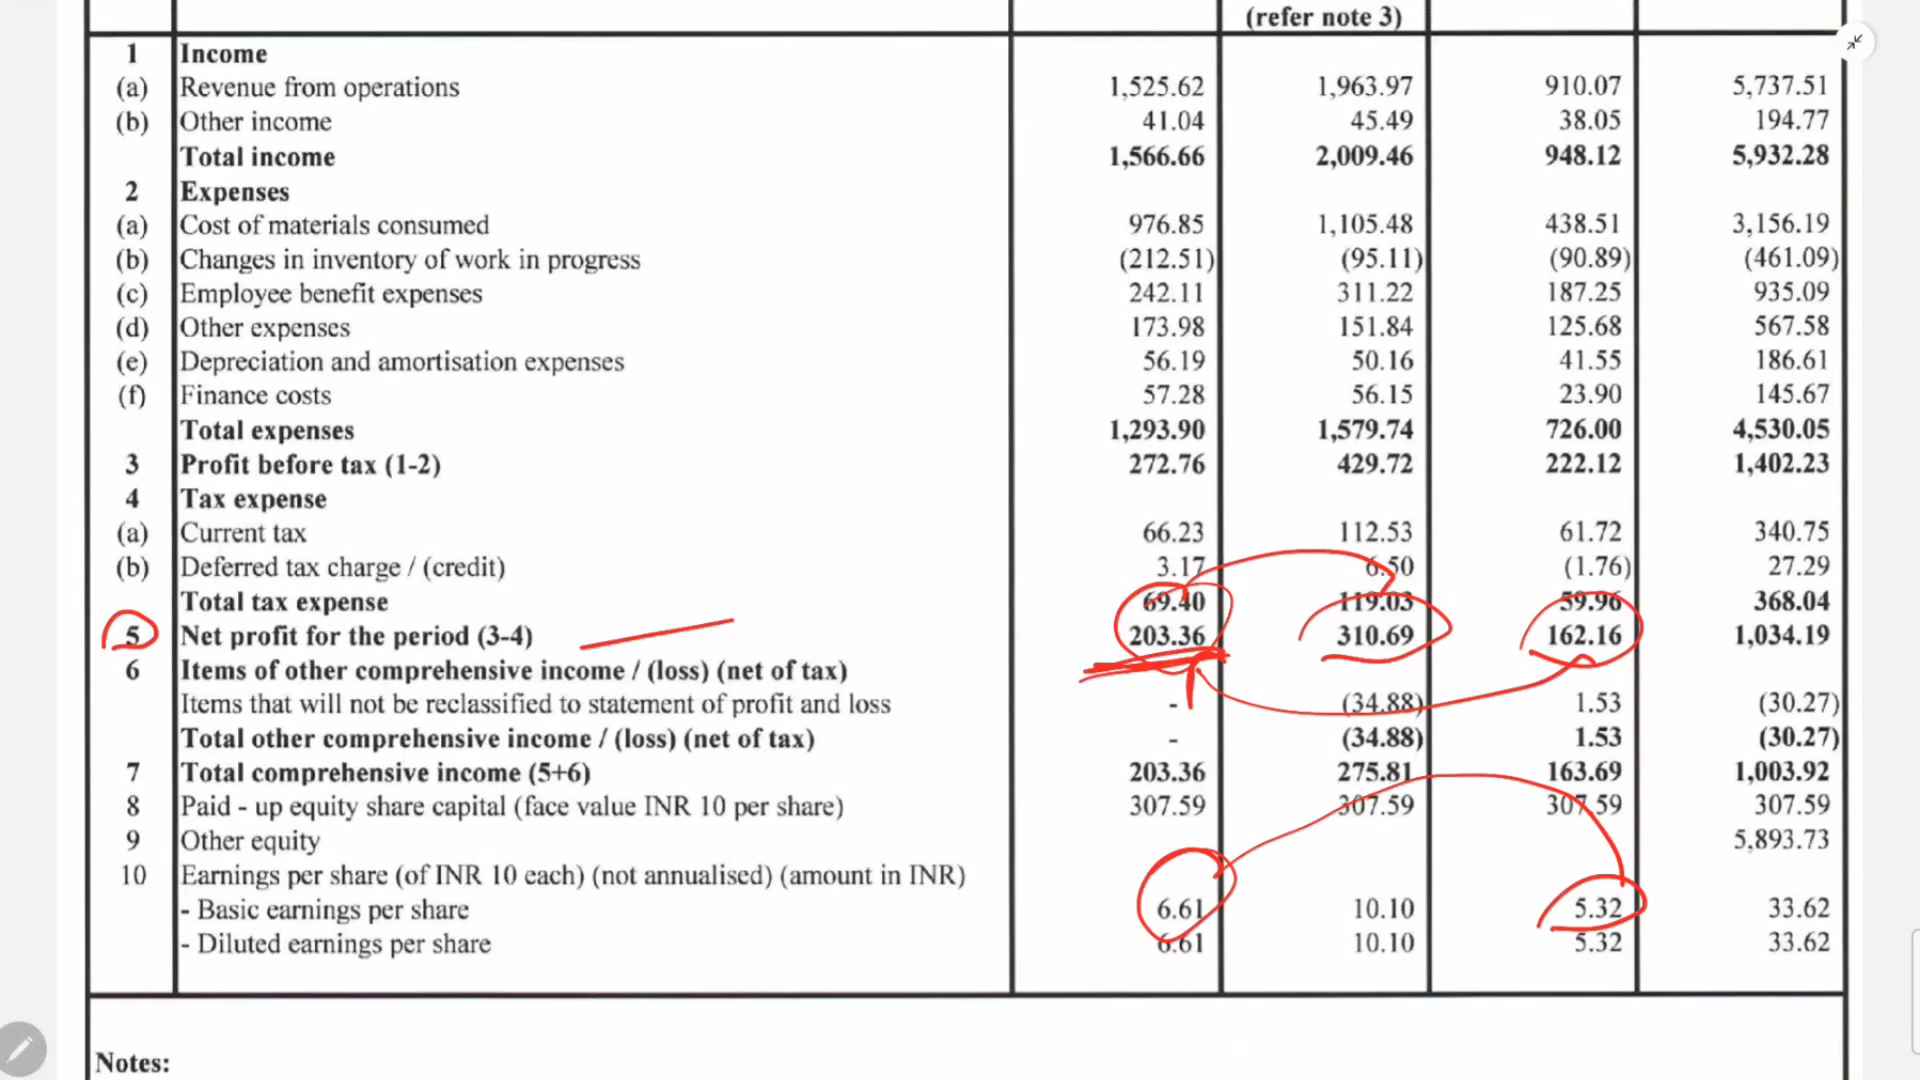 (refer note 3)
1 Income
(a) Revenue from operations 1,525.62 1,963.97 910.07 5,737.51
(b) Other income 41.04 45.49 38.05 194.77
Total income 1,566.66 2,009.46 948.12 5,932.28
2 Expenses
(a) Cost of materials consumed 976.85 1,105.48 438.51 3,156.19
(b) Changes in inventory of work in progress (212.51) (95.11) (90.89) (461.09)
(c) Employee benefit expenses 242.11 311.22 187.25 935.09
(d) Other expenses 173.98 151.84 125.68 567.58
(e) Depreciation and amortisation expenses 56.19 50.16 41.55 186.61
(f) Finance costs 57.28 56.15 23.90 145.67
Total expenses 1,293.90 1,579.74 726.00 4,530.05
3 Profit before tax (1-2) 272.76 429.72 222.12 1,402.23
4 Tax expense
(a) Current tax 66.23 112.53 61.72 340.75
(b) Deferred tax charge / (credit) 3.17 6.50 (1.76) 27.29
Total tax expense 69.40 119.03 59.96 368.04
5 Net profit for the period (3-4) 203.36 310.69 162.16 1,034.19
6 Items of other comprehensive income / (loss) (net of tax)
Items that will not be reclassified to statement of profit and loss - (34.88) 1.53 (30.27)
Total other comprehensive income / (loss) (net of tax) - (34.88) 1.53 (30.27)
7 Total comprehensive income (5+6) 203.36 275.81 163.69 1,003.92
8 Paid - up equity share capital (face value INR 10 per share) 307.59 307.59 307.59 307.59
9 Other equity 5,893.73
10 Earnings per share (of INR 10 each) (not annualised) (amount in INR)
- Basic earnings per share 6.61 10.10 5.32 33.62
- Diluted earnings per share 6.61 10.10 5.32 33.62
Notes: